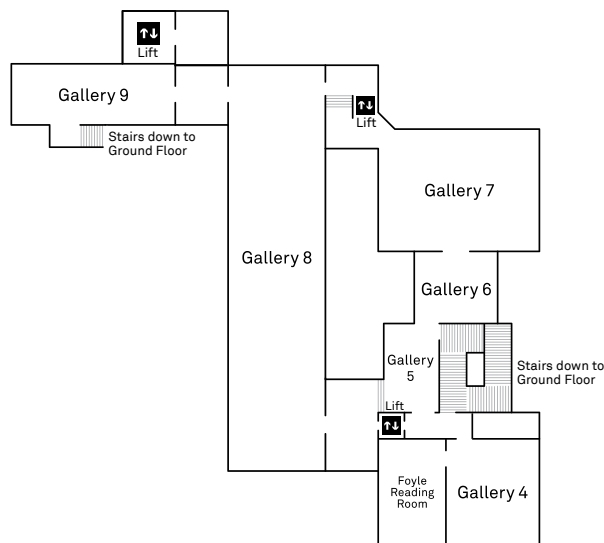 Lift
Gallery 9
Stairs down to
Ground Floor
Lift
Gallery 7
Gallery 8
Gallery 6
Gallery
5
Stairs down to
Ground Floor
Lift
Foyle
Reading
Room
Gallery 4